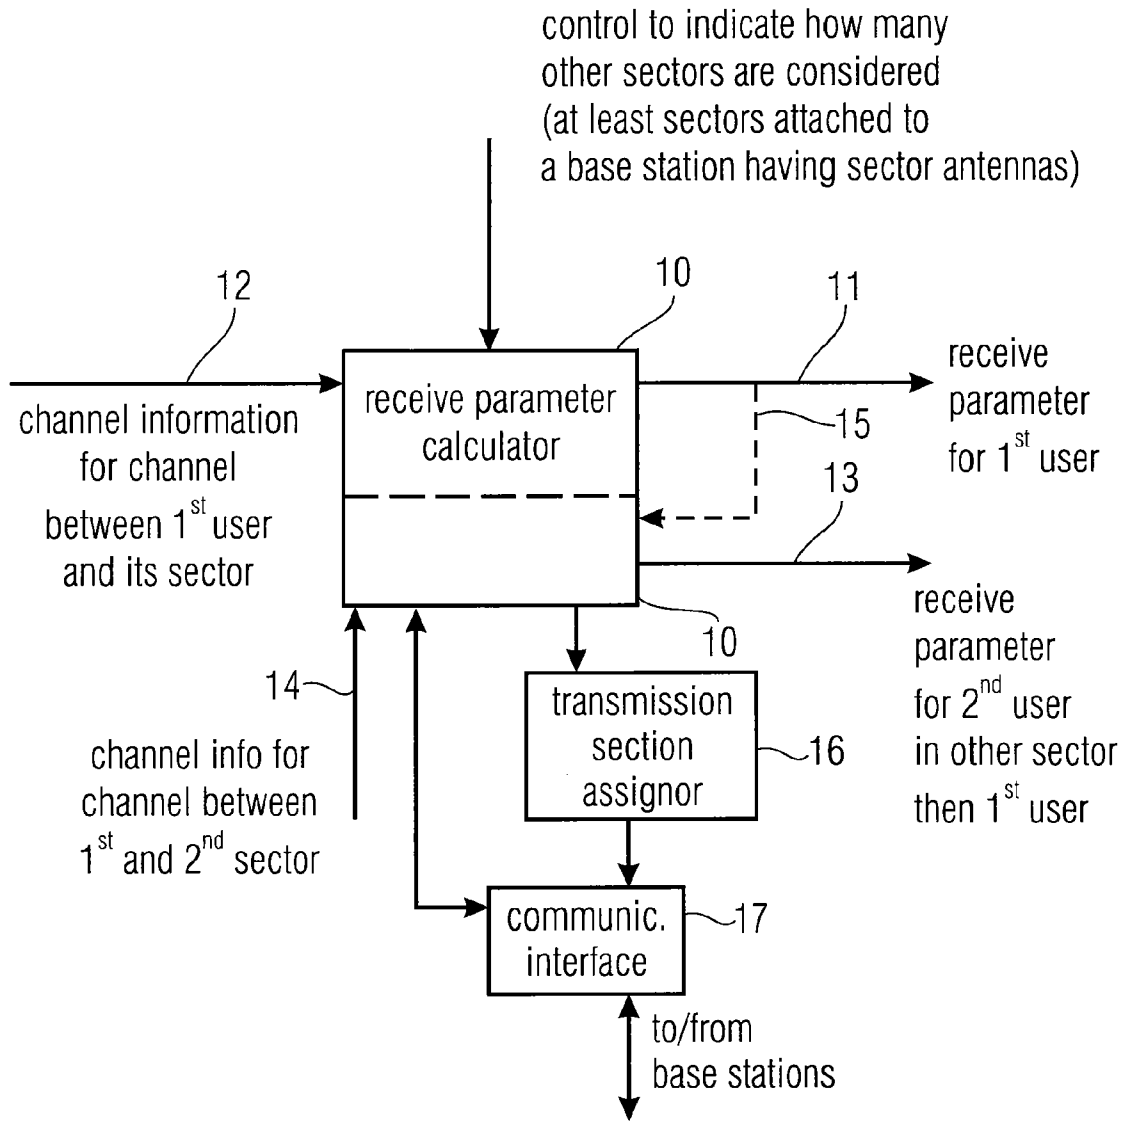 control to indicate how many
other sectors are considered
(at least sectors attached to
a base station having sector antennas)
12
10
11
receive parameter
calculator
channel information
for channel
between 1st user
and its sector
15
receive
parameter
for 1st user
13
10
receive
parameter
for 2nd user
in other sector
then 1st user
14
channel info for
channel between
1st and 2nd sector
transmission
section
assignor
16
communic.
interface
17
to/from
base stations